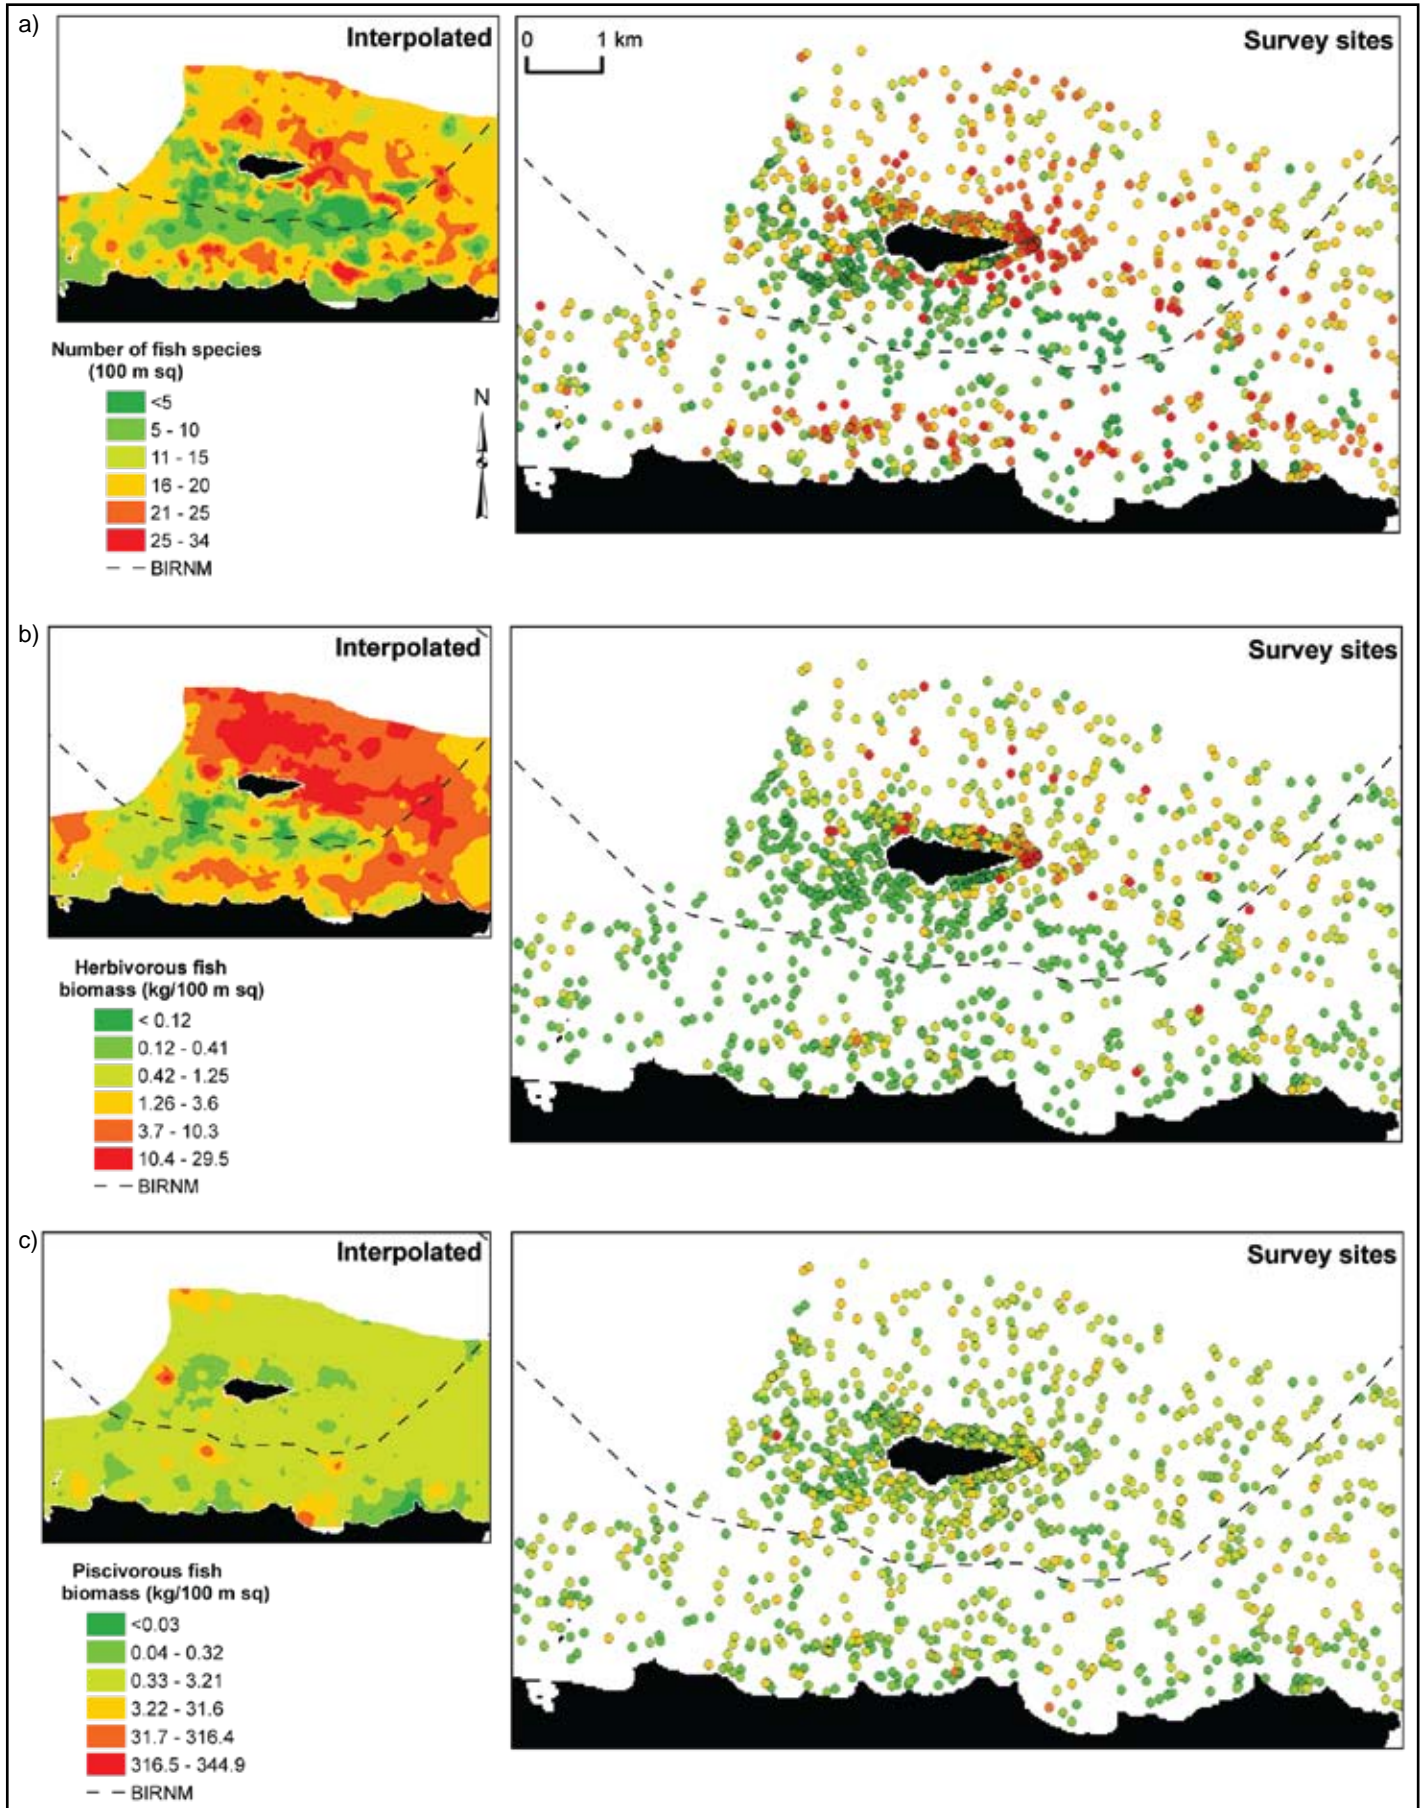 a)
Interpolated
0 1 km
Survey sites
Number of fish species
(100 m sq)
<5
5 - 10
11 - 15
16 - 20
21 - 25
25 - 34
BIRNM
N
b)
Interpolated
Survey sites
Herbivorous fish
biomass (kg/100 m sq)
< 0.12
0.12 - 0.41
0.42 - 1.25
1.26 - 3.6
3.7 - 10.3
10.4 - 29.5
BIRNM
c)
Interpolated
Survey sites
Piscivorous fish
biomass (kg/100 m sq)
<0.03
0.04 - 0.32
0.33 - 3.21
3.22 - 31.6
31.7 - 316.4
316.5 - 344.9
BIRNM